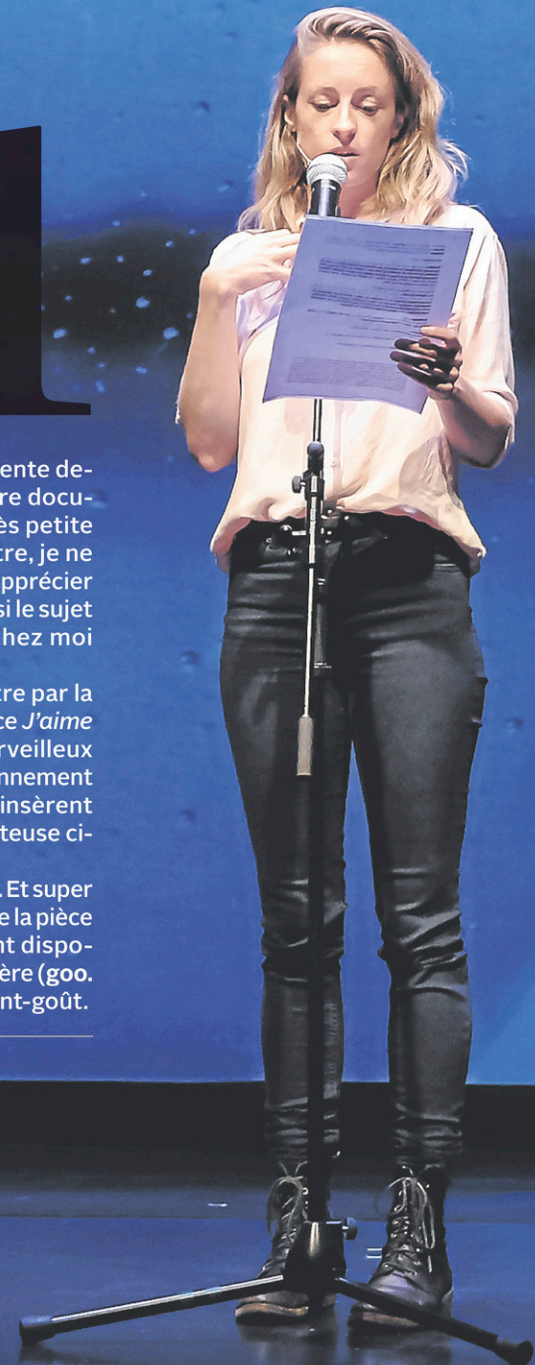 ente de-
re docu-
ès petite
tre, je ne
apprécier
si le sujet
hez moi
tre par la
ce J'aime
rveilleux
nnement
insèrent
teuse ci-
. Et super
e la pièce
nt dispo-
ère (goo.
nt-goût.